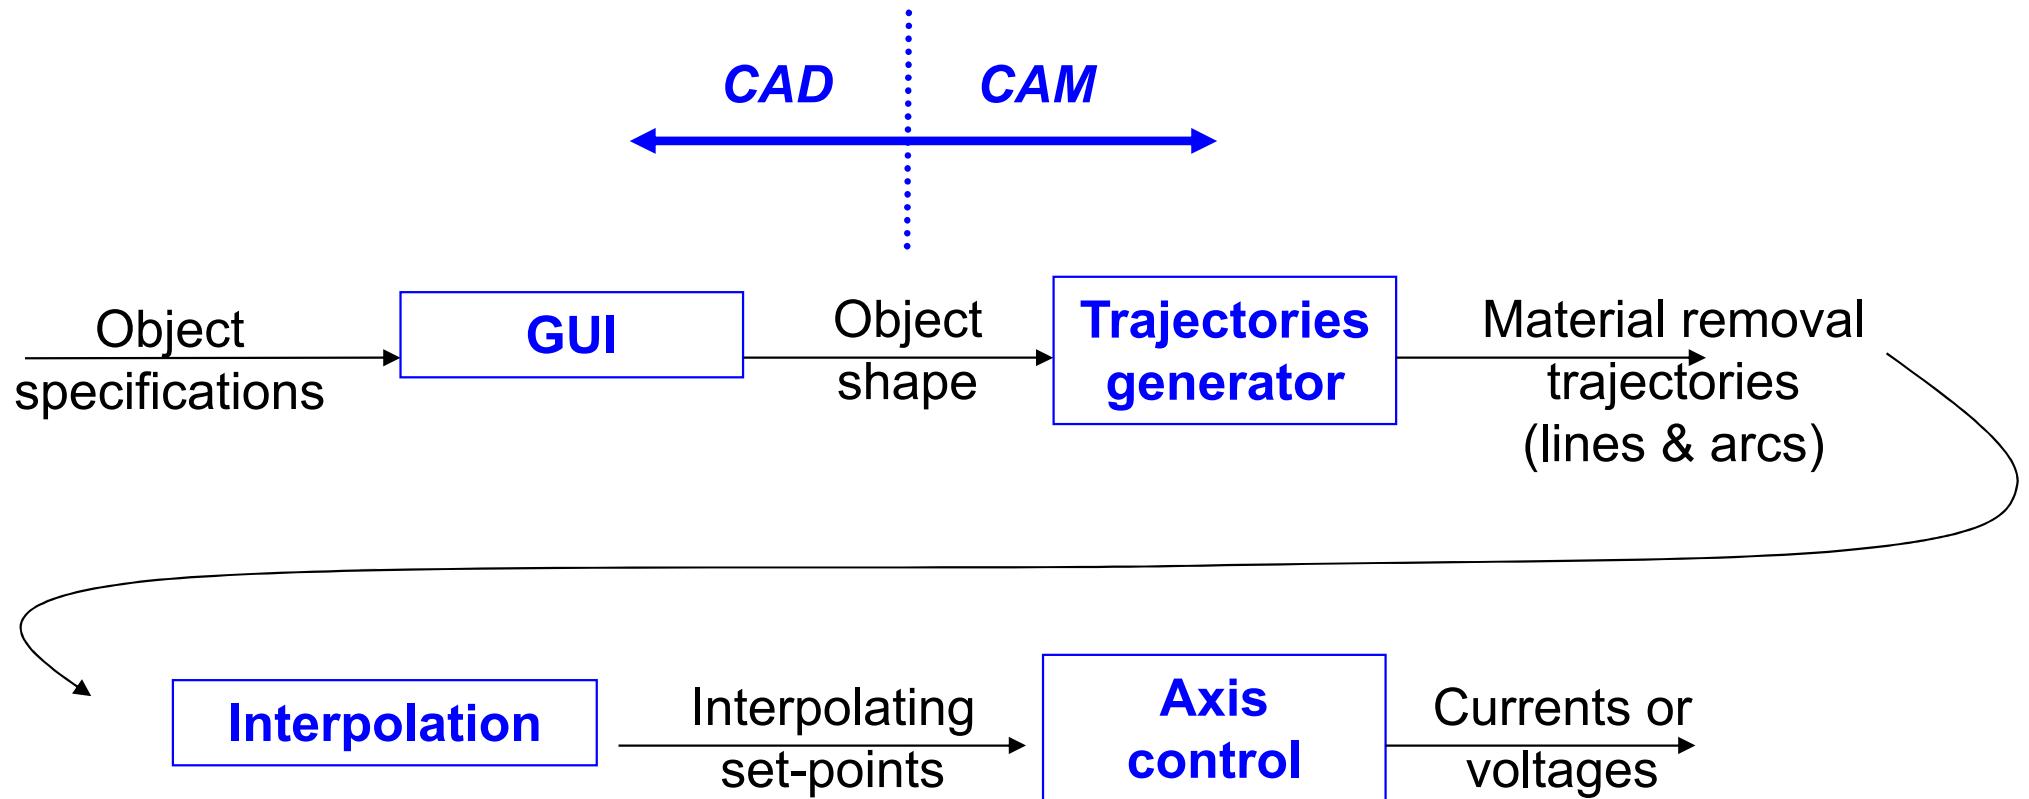 CAD
CAM
Object
specifications
GUI
Object
shape
Trajectories
generator
Material removal
trajectories
(lines & arcs)
Interpolation
Interpolating
set-points
Axis
control
Currents or
voltages